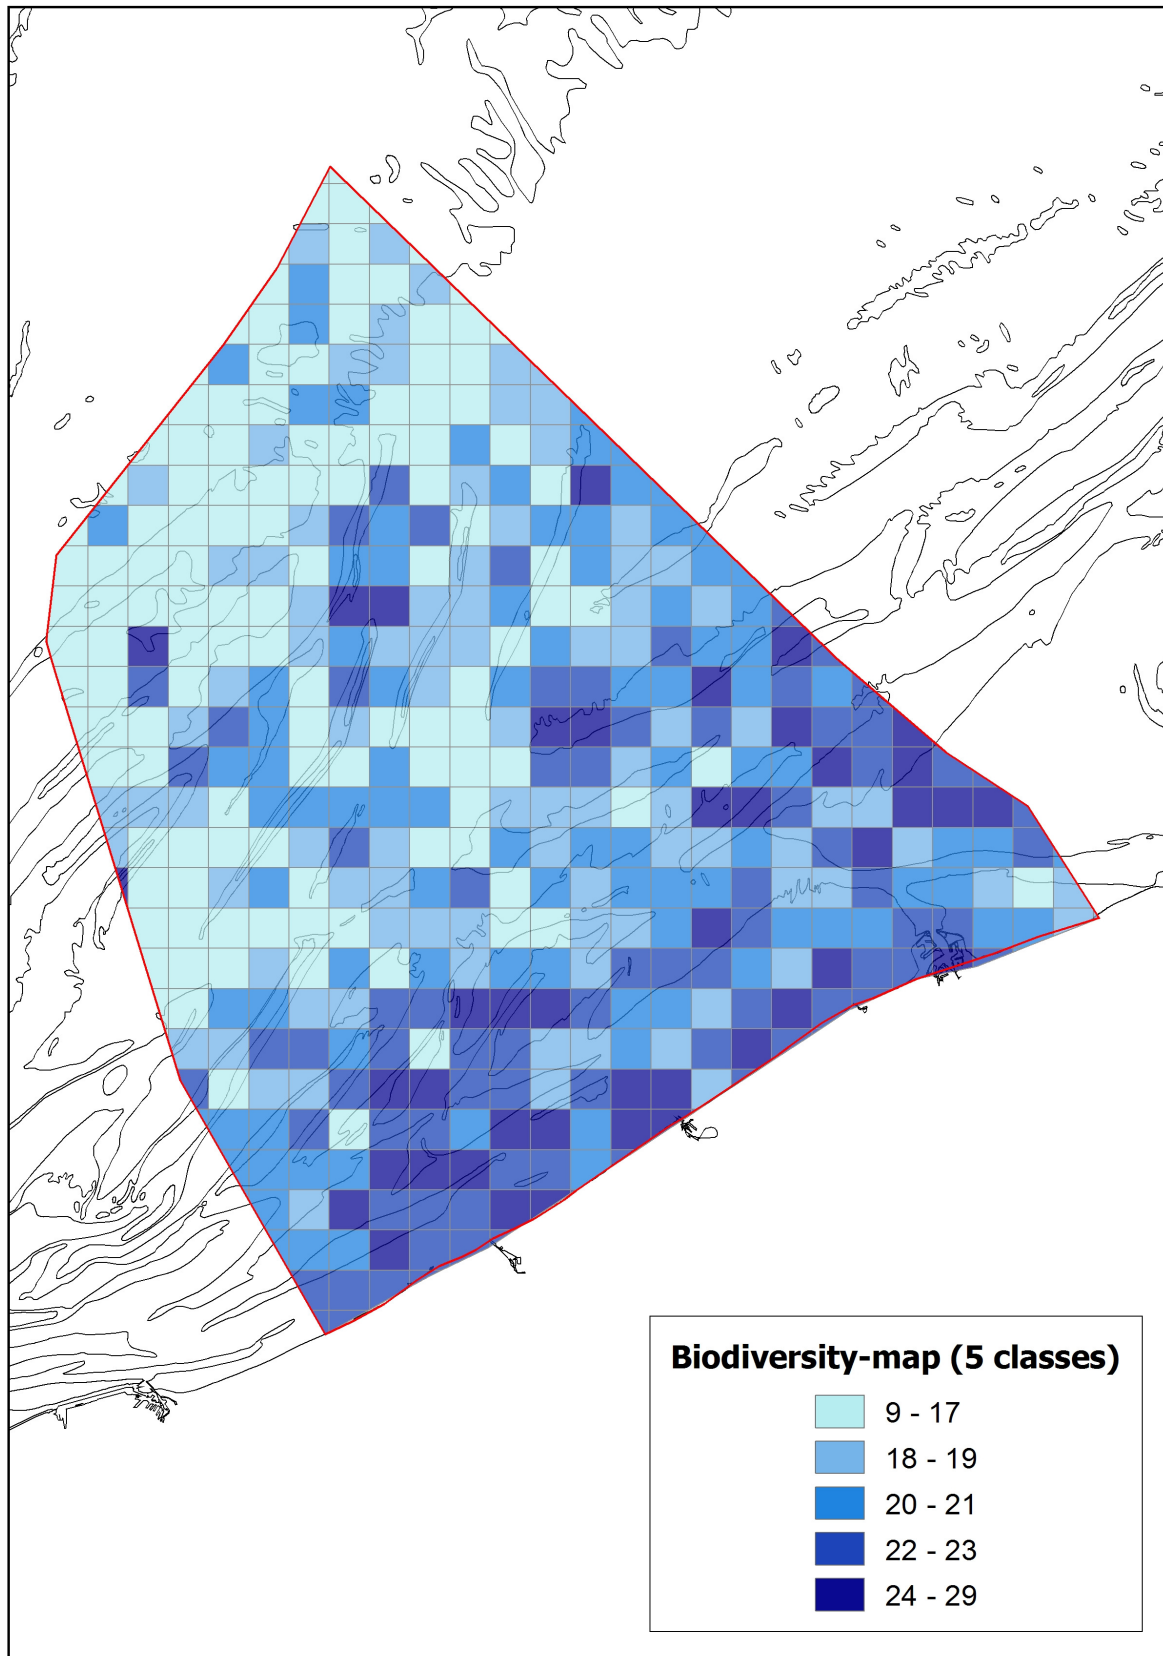 Biodiversity-map (5 classes)
9 - 17
18 - 19
20 - 21
22 - 23
24 - 29